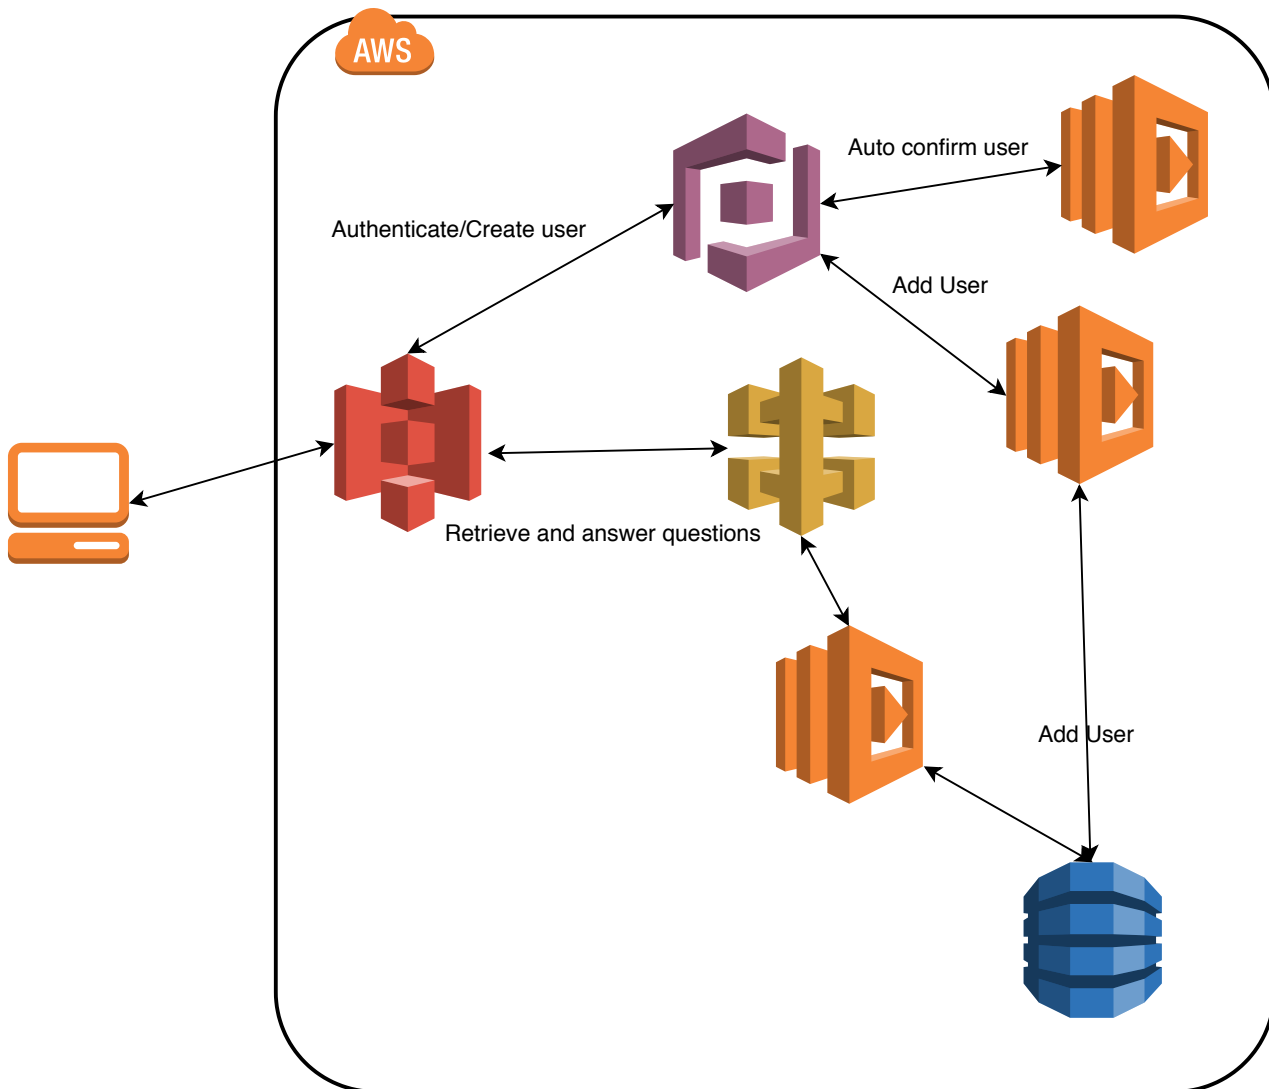 AWS
Auto confirm user
Authenticate/Create user
Add User
Retrieve and answer questions
Add User